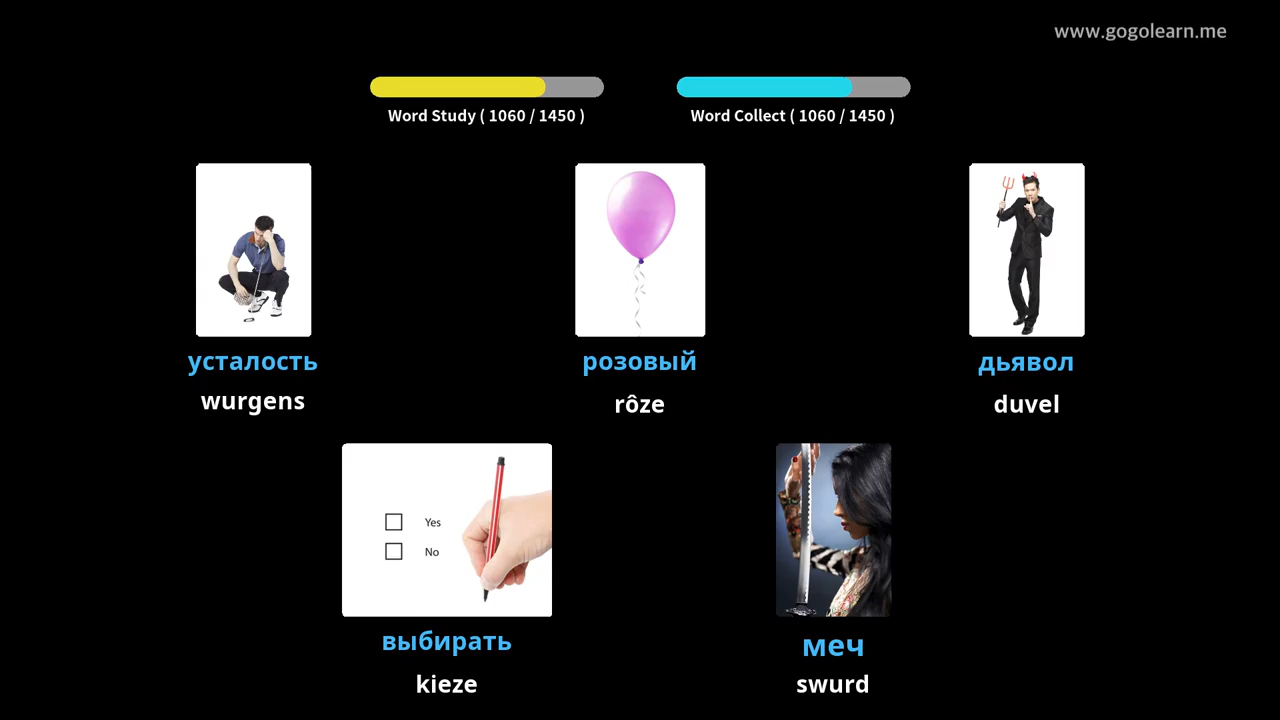 www.gogolearn.me
Word Study ( 1060 / 1450 )
Word Collect ( 1060 / 1450 )
усталость
wurgens
розовый
rôze
дьявол
duvel
Yes
No
выбирать
kieze
меч
swurd